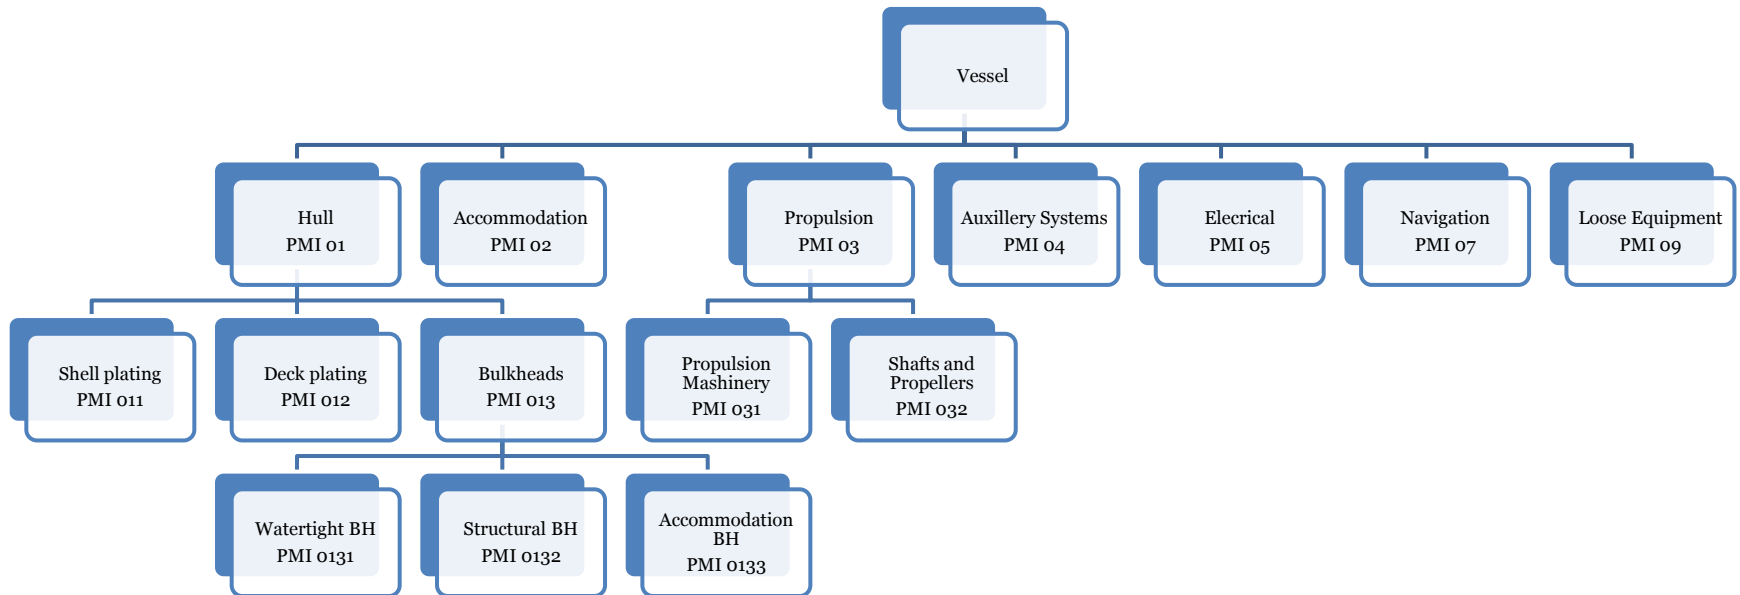 Vessel
Hull
PMI 01
Accommodation
PMI 02
Propulsion
PMI 03
Auxillery Systems
PMI 04
Elecrical
PMI 05
Navigation
PMI 07
Loose Equipment
PMI 09
Shell plating
PMI 011
Deck plating
PMI 012
Bulkheads
PMI 013
Propulsion
Mashinery
PMI 031
Shafts and
Propellers
PMI 032
Watertight BH
PMI 0131
Structural BH
PMI 0132
Accommodation
BH
PMI 0133